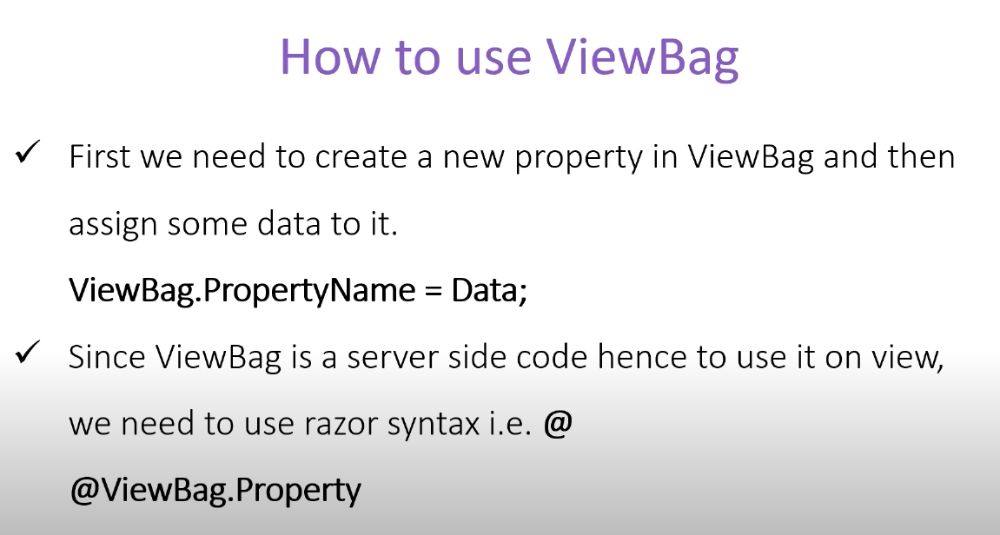 How to use ViewBag
✓ First we need to create a new property in ViewBag and then
assign some data to it.
ViewBag.PropertyName = Data;
✓ Since ViewBag is a server side code hence to use it on view,
we need to use razor syntax i.e. @
@ViewBag.Property